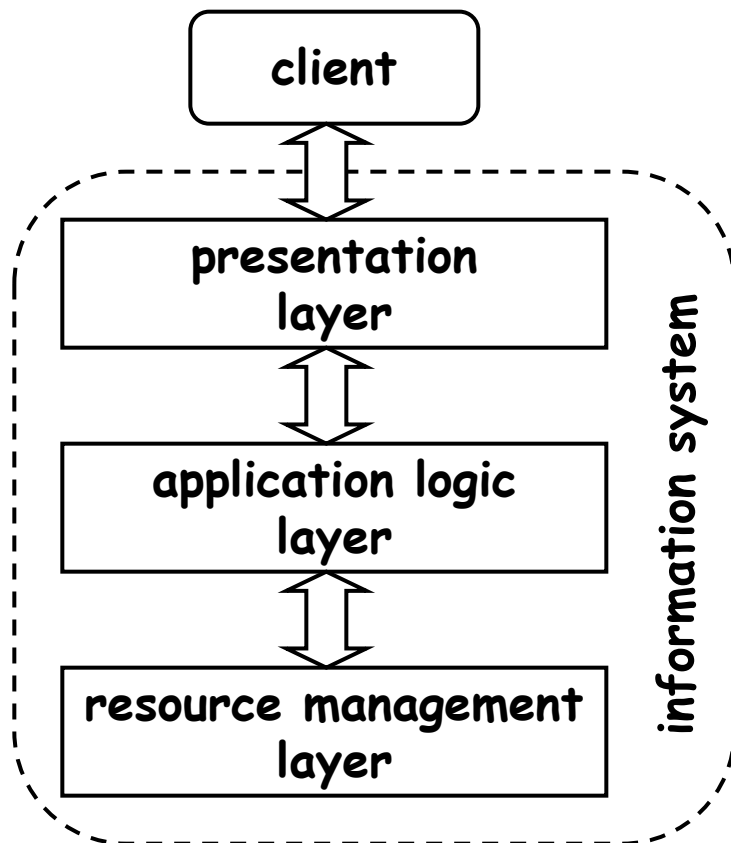 client
presentation
layer
application logic
layer
resource management
layer
information system